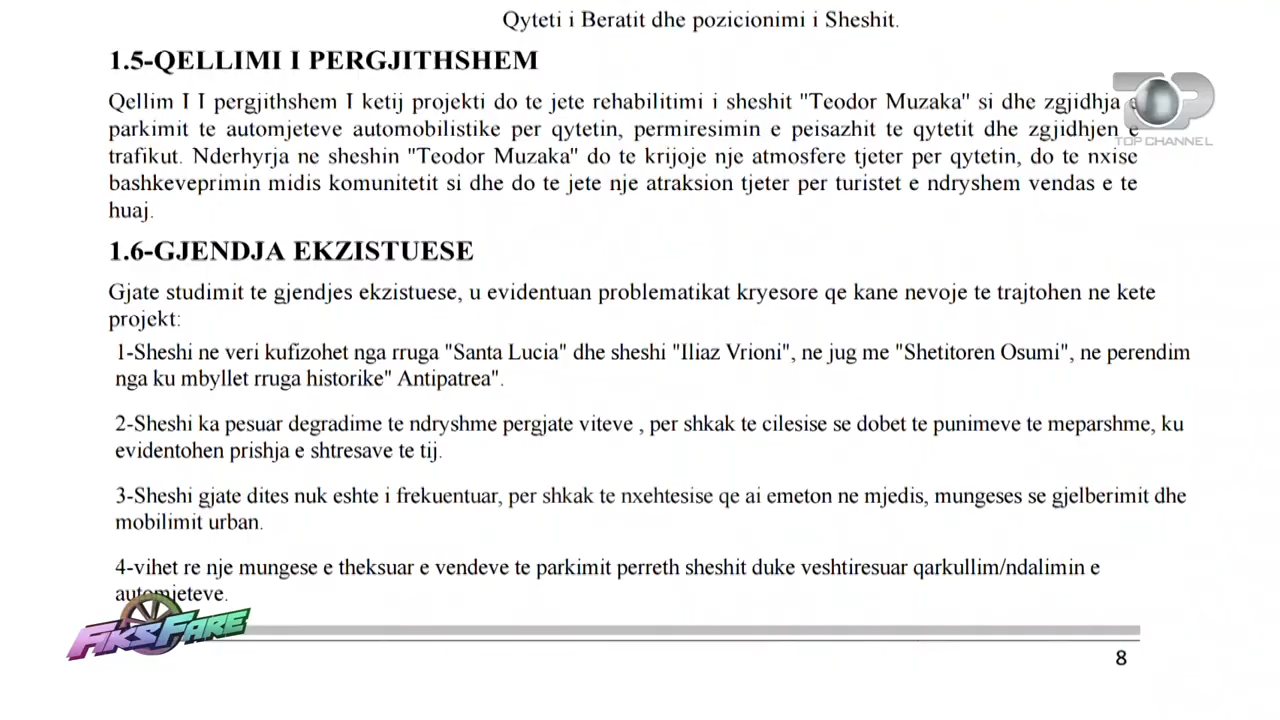 Qyteti i Beratit dhe pozicionimi i Sheshit.
1.5-QELLIMI I PERGJITHSHEM
Qellim I I pergjithshem I ketij projekti do te jete rehabilitimi i sheshit "Teodor Muzaka" si dhe zgjidhja e
parkimit te automjeteve automobilistike per qytetin, permiresimin e peisazhit te qytetit dhe zgjidhjen e
trafikut. Nderhyrja ne sheshin "Teodor Muzaka" do te krijoje nje atmosfere tjeter per qytetin, do te nxise
bashkeveprimin midis komunitetit si dhe do te jete nje atraksion tjeter per turistet e ndryshem vendas e te
huaj.
TOP CHANNEL
1.6-GJENDJA EKZISTUESE
Gjate studimit te gjendjes ekzistuese, u evidentuan problematikat kryesore qe kane nevoje te trajtohen ne kete
projekt:
1-Sheshi ne veri kufizohet nga rruga "Santa Lucia" dhe sheshi "Iliaz Vrioni", ne jug me "Shetitoren Osumi", ne perendim
nga ku mbyllet rruga historike" Antipatrea".
2-Sheshi ka pesuar degradime te ndryshme pergjate viteve , per shkak te cilesise se dobet te punimeve te meparshme, ku
evidentohen prishja e shtresave te tij.
3-Sheshi gjate dites nuk eshte i frekuentuar, per shkak te nxehtesise qe ai emeton ne mjedis, mungeses se gjelberimit dhe
mobilimit urban.
4-vihet re nje mungese e theksuar e vendeve te parkimit perreth sheshit duke veshtiresuar qarkullim/ndalimin e
automjeteve.
FIKS FARE
8